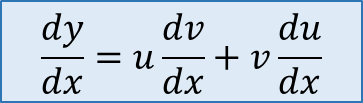 dy/dx = u dv/dx + v du/dx